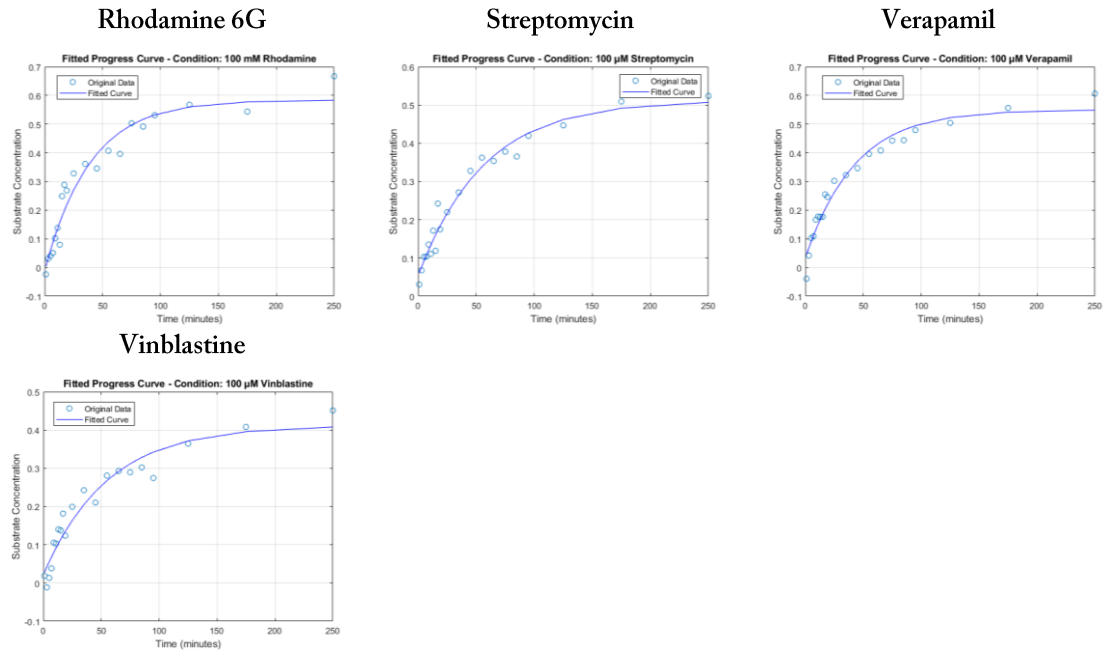 Rhodamine 6G
Fitted Progress Curve - Condition: 100 mM Rhodamine
Original Data
Fitted Curve
Substrate Concentration
0.7
0.6
0.5
0.4
0.3
0.2
0.1
0
-0.1
0 50 100 150 200 250
Time (minutes)
Streptomycin
Fitted Progress Curve - Condition: 100 µM Streptomycin
Original Data
Fitted Curve
Substrate Concentration
0.6
0.5
0.4
0.3
0.2
0.1
0
0 50 100 150 200 250
Time (minutes)
Verapamil
Fitted Progress Curve - Condition: 100 µM Verapamil
Original Data
Fitted Curve
Substrate Concentration
0.7
0.6
0.5
0.4
0.3
0.2
0.1
0
-0.1
0 50 100 150 200 250
Time (minutes)
Vinblastine
Fitted Progress Curve - Condition: 100 µM Vinblastine
Original Data
Fitted Curve
Substrate Concentration
0.5
0.4
0.3
0.2
0.1
0
-0.1
0 50 100 150 200 250
Time (minutes)